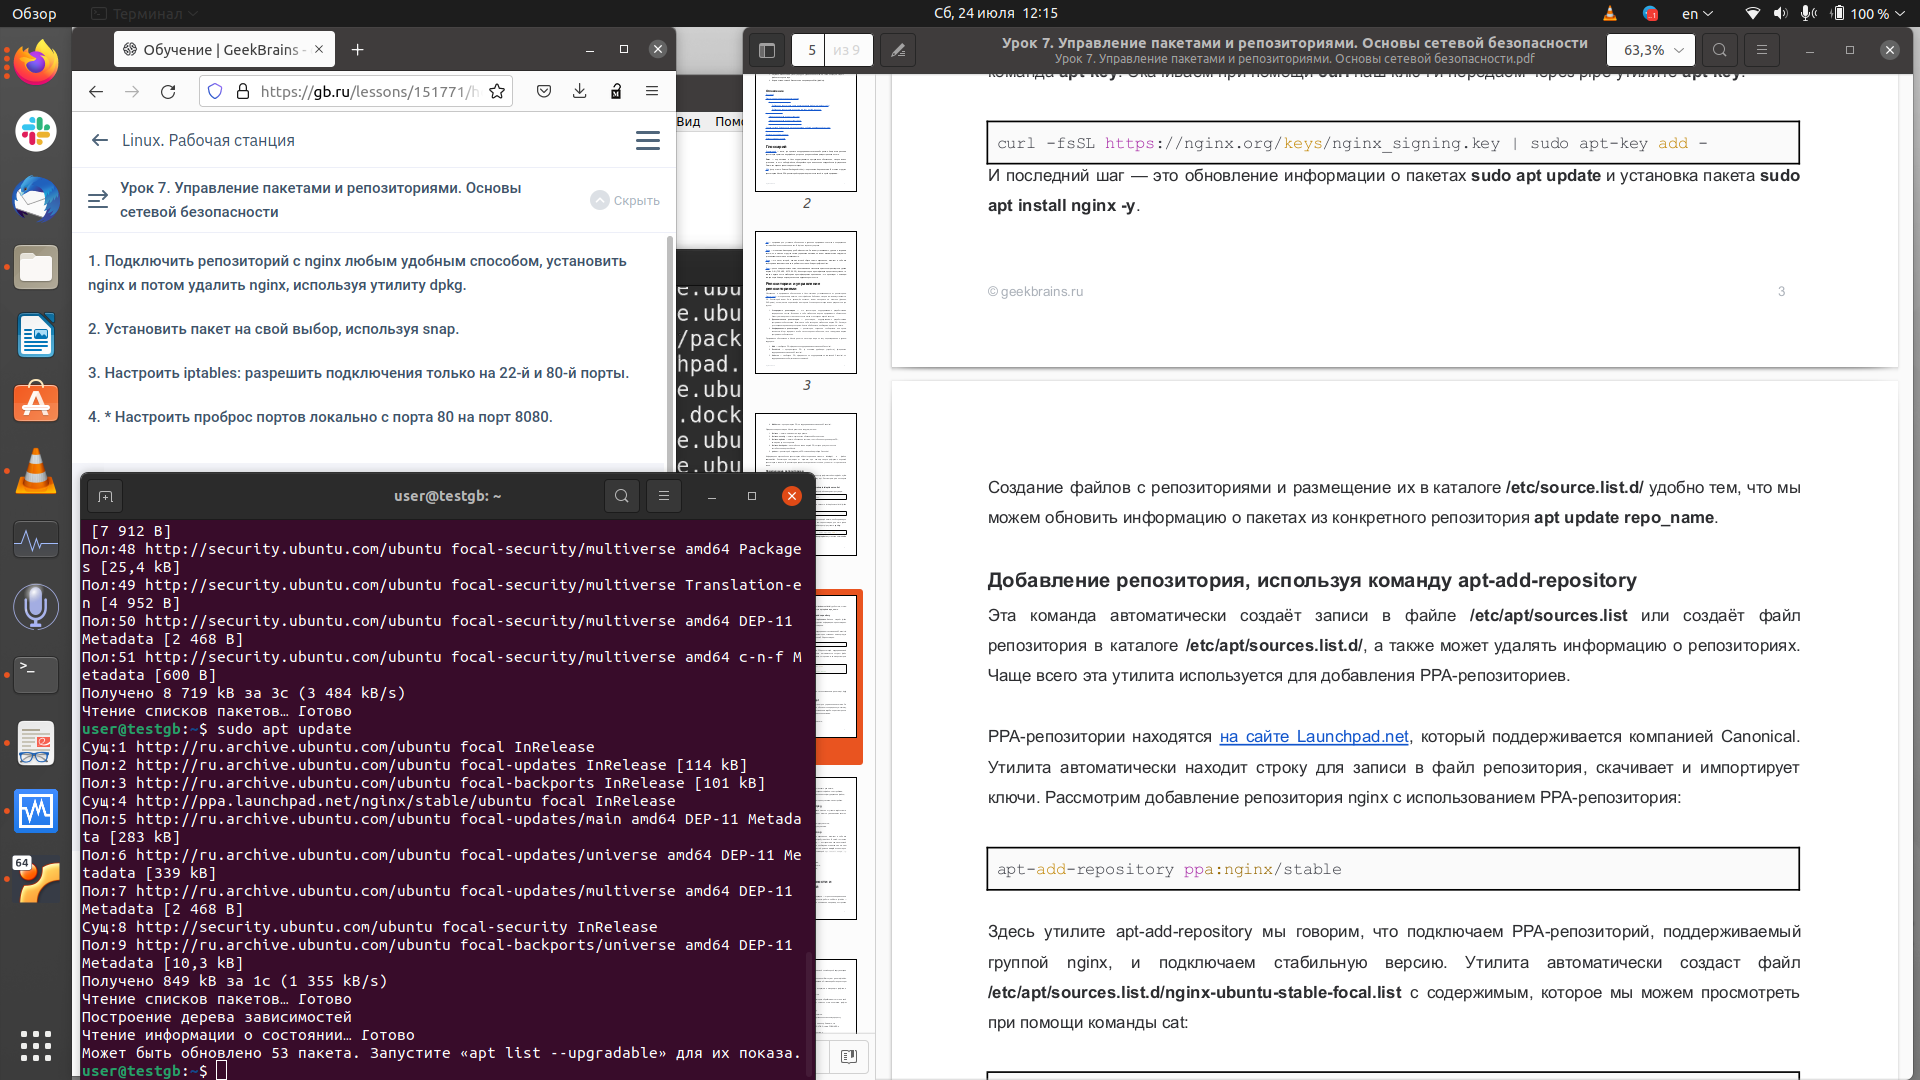 Обзор
Терминал
Сб, 24 июля 12:15
en
100 %
Обучение | GeekBrains -
https://gb.ru/lessons/151771/h
Linux. Рабочая станция
Урок 7. Управление пакетами и репозиториями. Основы
сетевой безопасности
Скрыть
1. Подключить репозиторий с nginx любым удобным способом, установить
nginx и потом удалить nginx, используя утилиту dpkg.
2. Установить пакет на свой выбор, используя snap.
3. Настроить iptables: разрешить подключения только на 22-й и 80-й порты.
4. * Настроить проброс портов локально с порта 80 на порт 8080.
Вид Пом
e.ubu
e.ubu
/pack
hpad.
e.ubu
.dock
e.ubu
e.ubu
user@testgb: ~
[7 912 B]
Пол:48 http://security.ubuntu.com/ubuntu focal-security/multiverse amd64 Package
s [25,4 kB]
Пол:49 http://security.ubuntu.com/ubuntu focal-security/multiverse Translation-e
n [4 952 B]
Пол:50 http://security.ubuntu.com/ubuntu focal-security/multiverse amd64 DEP-11
Metadata [2 468 B]
Пол:51 http://security.ubuntu.com/ubuntu focal-security/multiverse amd64 c-n-f M
etadata [600 B]
Получено 8 719 kB за 3с (3 484 kB/s)
Чтение списков пакетов… Готово
user@testgb:~$ sudo apt update
Сущ:1 http://ru.archive.ubuntu.com/ubuntu focal InRelease
Пол:2 http://ru.archive.ubuntu.com/ubuntu focal-updates InRelease [114 kB]
Пол:3 http://ru.archive.ubuntu.com/ubuntu focal-backports InRelease [101 kB]
Сущ:4 http://ppa.launchpad.net/nginx/stable/ubuntu focal InRelease
Пол:5 http://ru.archive.ubuntu.com/ubuntu focal-updates/main amd64 DEP-11 Metada
ta [283 kB]
Пол:6 http://ru.archive.ubuntu.com/ubuntu focal-updates/universe amd64 DEP-11 Me
tadata [339 kB]
Пол:7 http://ru.archive.ubuntu.com/ubuntu focal-updates/multiverse amd64 DEP-11
Metadata [2 468 B]
Сущ:8 http://security.ubuntu.com/ubuntu focal-security InRelease
Пол:9 http://ru.archive.ubuntu.com/ubuntu focal-backports/universe amd64 DEP-11
Metadata [10,3 kB]
Получено 849 kB за 1с (1 355 kB/s)
Чтение списков пакетов… Готово
Построение дерева зависимостей
Чтение информации о состоянии… Готово
Может быть обновлено 53 пакета. Запустите «apt list --upgradable» для их показа.
user@testgb:~$
64
5 из 9
Урок 7. Управление пакетами и репозиториями. Основы сетевой безопасности
Урок 7. Управление пакетами и репозиториями. Основы сетевой безопасности.pdf
63,3%
2
3
curl -fsSL https://nginx.org/keys/nginx_signing.key | sudo apt-key add -
И последний шаг — это обновление информации о пакетах sudo apt update и установка пакета sudo
apt install nginx -y.
© geekbrains.ru 3
Создание файлов с репозиториями и размещение их в каталоге /etc/source.list.d/ удобно тем, что мы
можем обновить информацию о пакетах из конкретного репозитория apt update repo_name.
Добавление репозитория, используя команду apt-add-repository
Эта команда автоматически создаёт записи в файле /etc/apt/sources.list или создаёт файл
репозитория в каталоге /etc/apt/sources.list.d/, а также может удалять информацию о репозиториях.
Чаще всего эта утилита используется для добавления PPA-репозиториев.
PPA-репозитории находятся на сайте Launchpad.net, который поддерживается компанией Canonical.
Утилита автоматически находит строку для записи в файл репозитория, скачивает и импортирует
ключи. Рассмотрим добавление репозитория nginx с использованием PPA-репозитория:
apt-add-repository ppa:nginx/stable
Здесь утилите apt-add-repository мы говорим, что подключаем PPA-репозиторий, поддерживаемый
группой nginx, и подключаем стабильную версию. Утилита автоматически создаст файл
/etc/apt/sources.list.d/nginx-ubuntu-stable-focal.list с содержимым, которое мы можем просмотреть
при помощи команды cat: